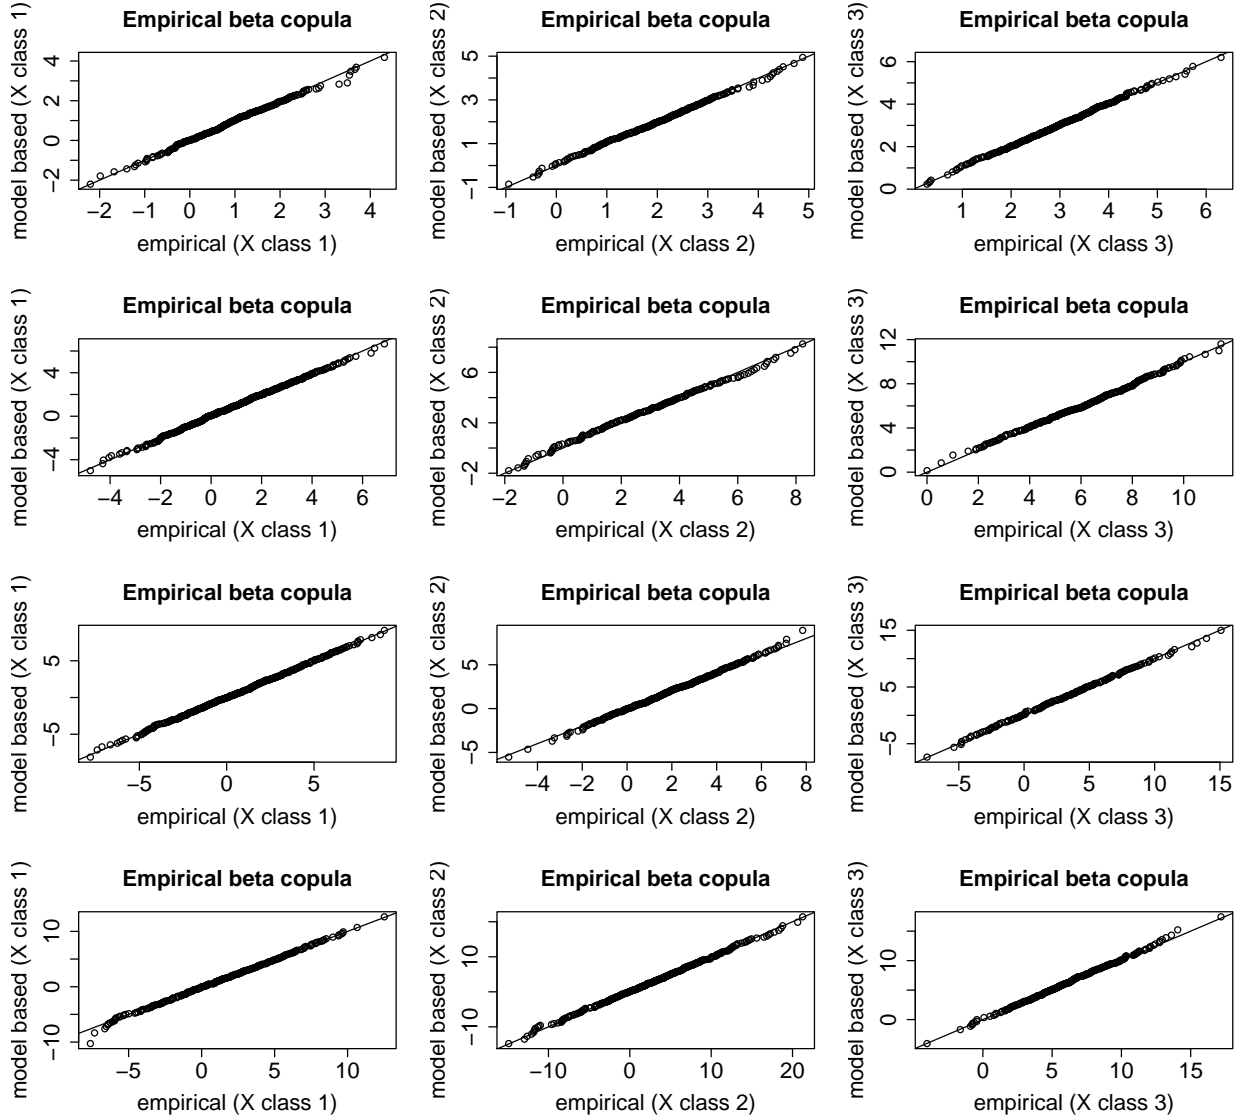 Empirical beta copula
Empirical beta copula
Empirical beta copula
model based (X class 1)
−2 0 2 4
−2 −1 0 1 2 3 4
empirical (X class 1)
model based (X class 2)
−1 1 3 5
−1 0 1 2 3 4 5
empirical (X class 2)
model based (X class 3)
0 2 4 6
1 2 3 4 5 6
empirical (X class 3)
Empirical beta copula
Empirical beta copula
Empirical beta copula
model based (X class 1)
−4 0 4
−4 −2 0 2 4 6
empirical (X class 1)
model based (X class 2)
−2 2 6
−2 0 2 4 6 8
empirical (X class 2)
model based (X class 3)
0 4 8 12
0 2 4 6 8 10
empirical (X class 3)
Empirical beta copula
Empirical beta copula
Empirical beta copula
model based (X class 1)
−5 5
−5 0 5
empirical (X class 1)
model based (X class 2)
−5 0 5
−4 −2 0 2 4 6 8
empirical (X class 2)
model based (X class 3)
−5 5 15
−5 0 5 10 15
empirical (X class 3)
Empirical beta copula
Empirical beta copula
Empirical beta copula
model based (X class 1)
−10 0 10
−5 0 5 10
empirical (X class 1)
model based (X class 2)
−10 10
−10 0 10 20
empirical (X class 2)
model based (X class 3)
0 10
0 5 10 15
empirical (X class 3)